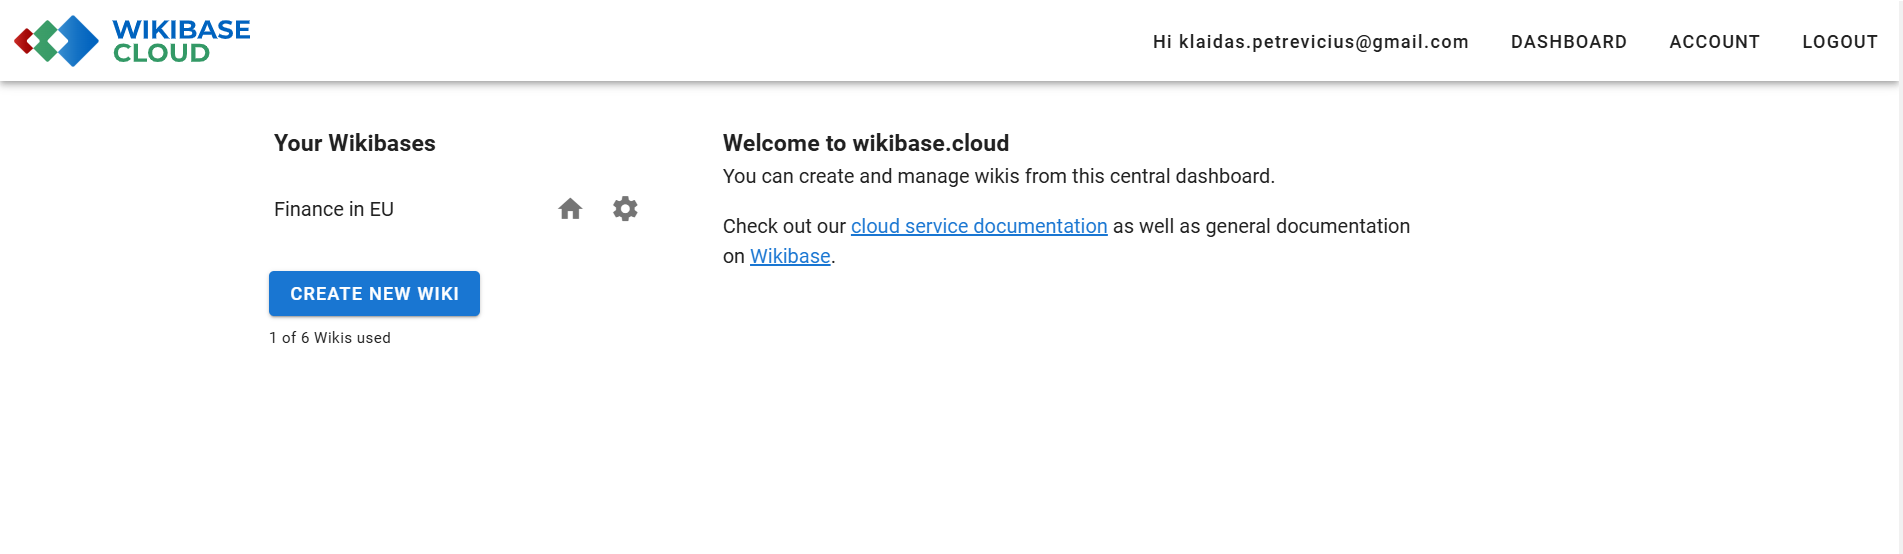 WIKIBASE
CLOUD
Hi klaidas.petrevicius@gmail.com
DASHBOARD
ACCOUNT
LOGOUT
Your Wikibases
Finance in EU
CREATE NEW WIKI
1 of 6 Wikis used
Welcome to wikibase.cloud
You can create and manage wikis from this central dashboard.
Check out our cloud service documentation as well as general documentation
on Wikibase.